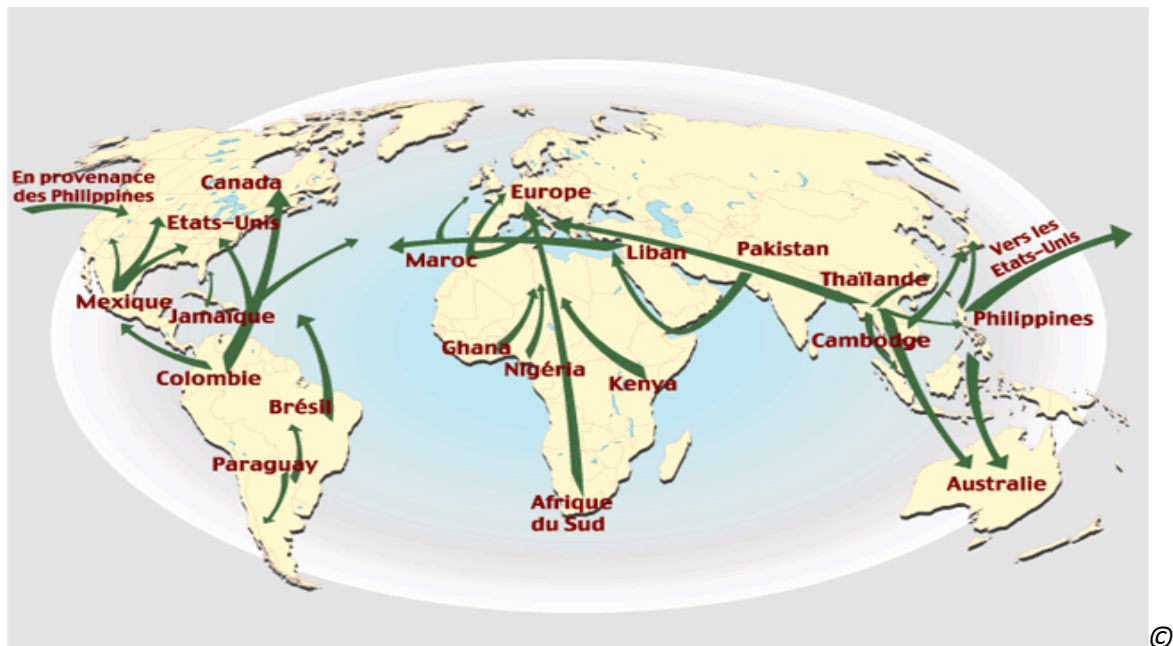 En provenance
des Philippines
Canada
Etats-Unis
Mexique
Jamaïque
Colombie
Brésil
Paraguay
Europe
Maroc
Liban
Pakistan
Ghana
Nigéria
Kenya
Afrique
du Sud
Thaïlande
Cambodge
Vers les
Etats-Unis
Philippines
Australie
©